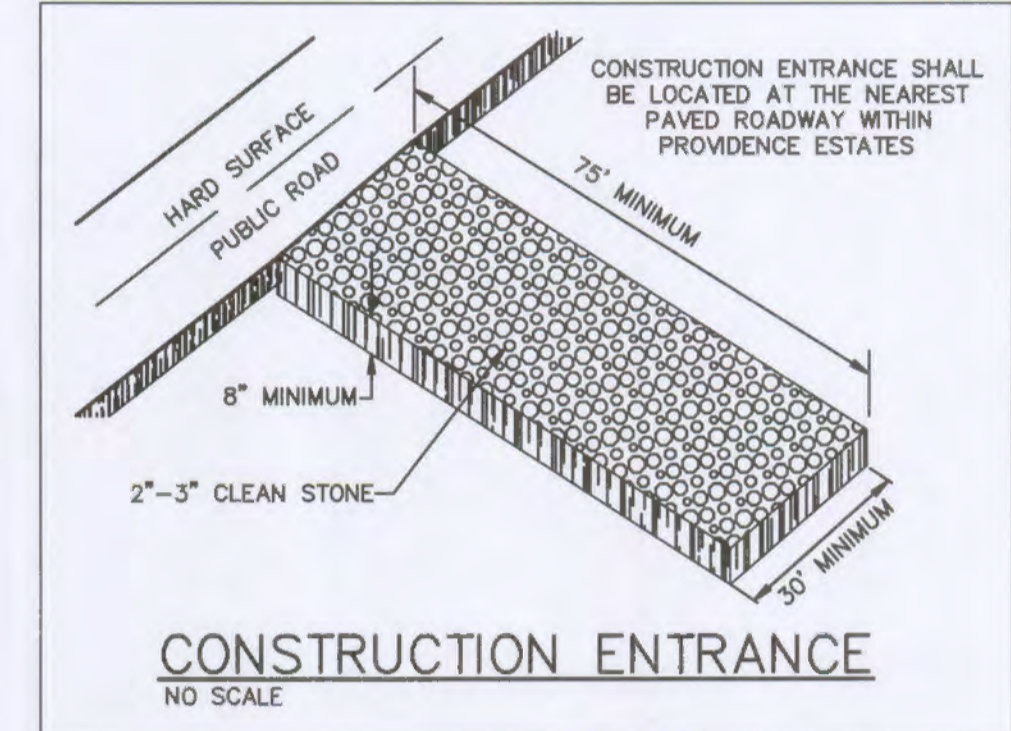 CONSTRUCTION ENTRANCE SHALL
BE LOCATED AT THE NEAREST
PAVED ROADWAY WITHIN
PROVIDENCE ESTATES
HARD SURFACE
PUBLIC ROAD
75' MINIMUM
8" MINIMUM
2"-3" CLEAN STONE
30' MINIMUM
CONSTRUCTION ENTRANCE
NO SCALE